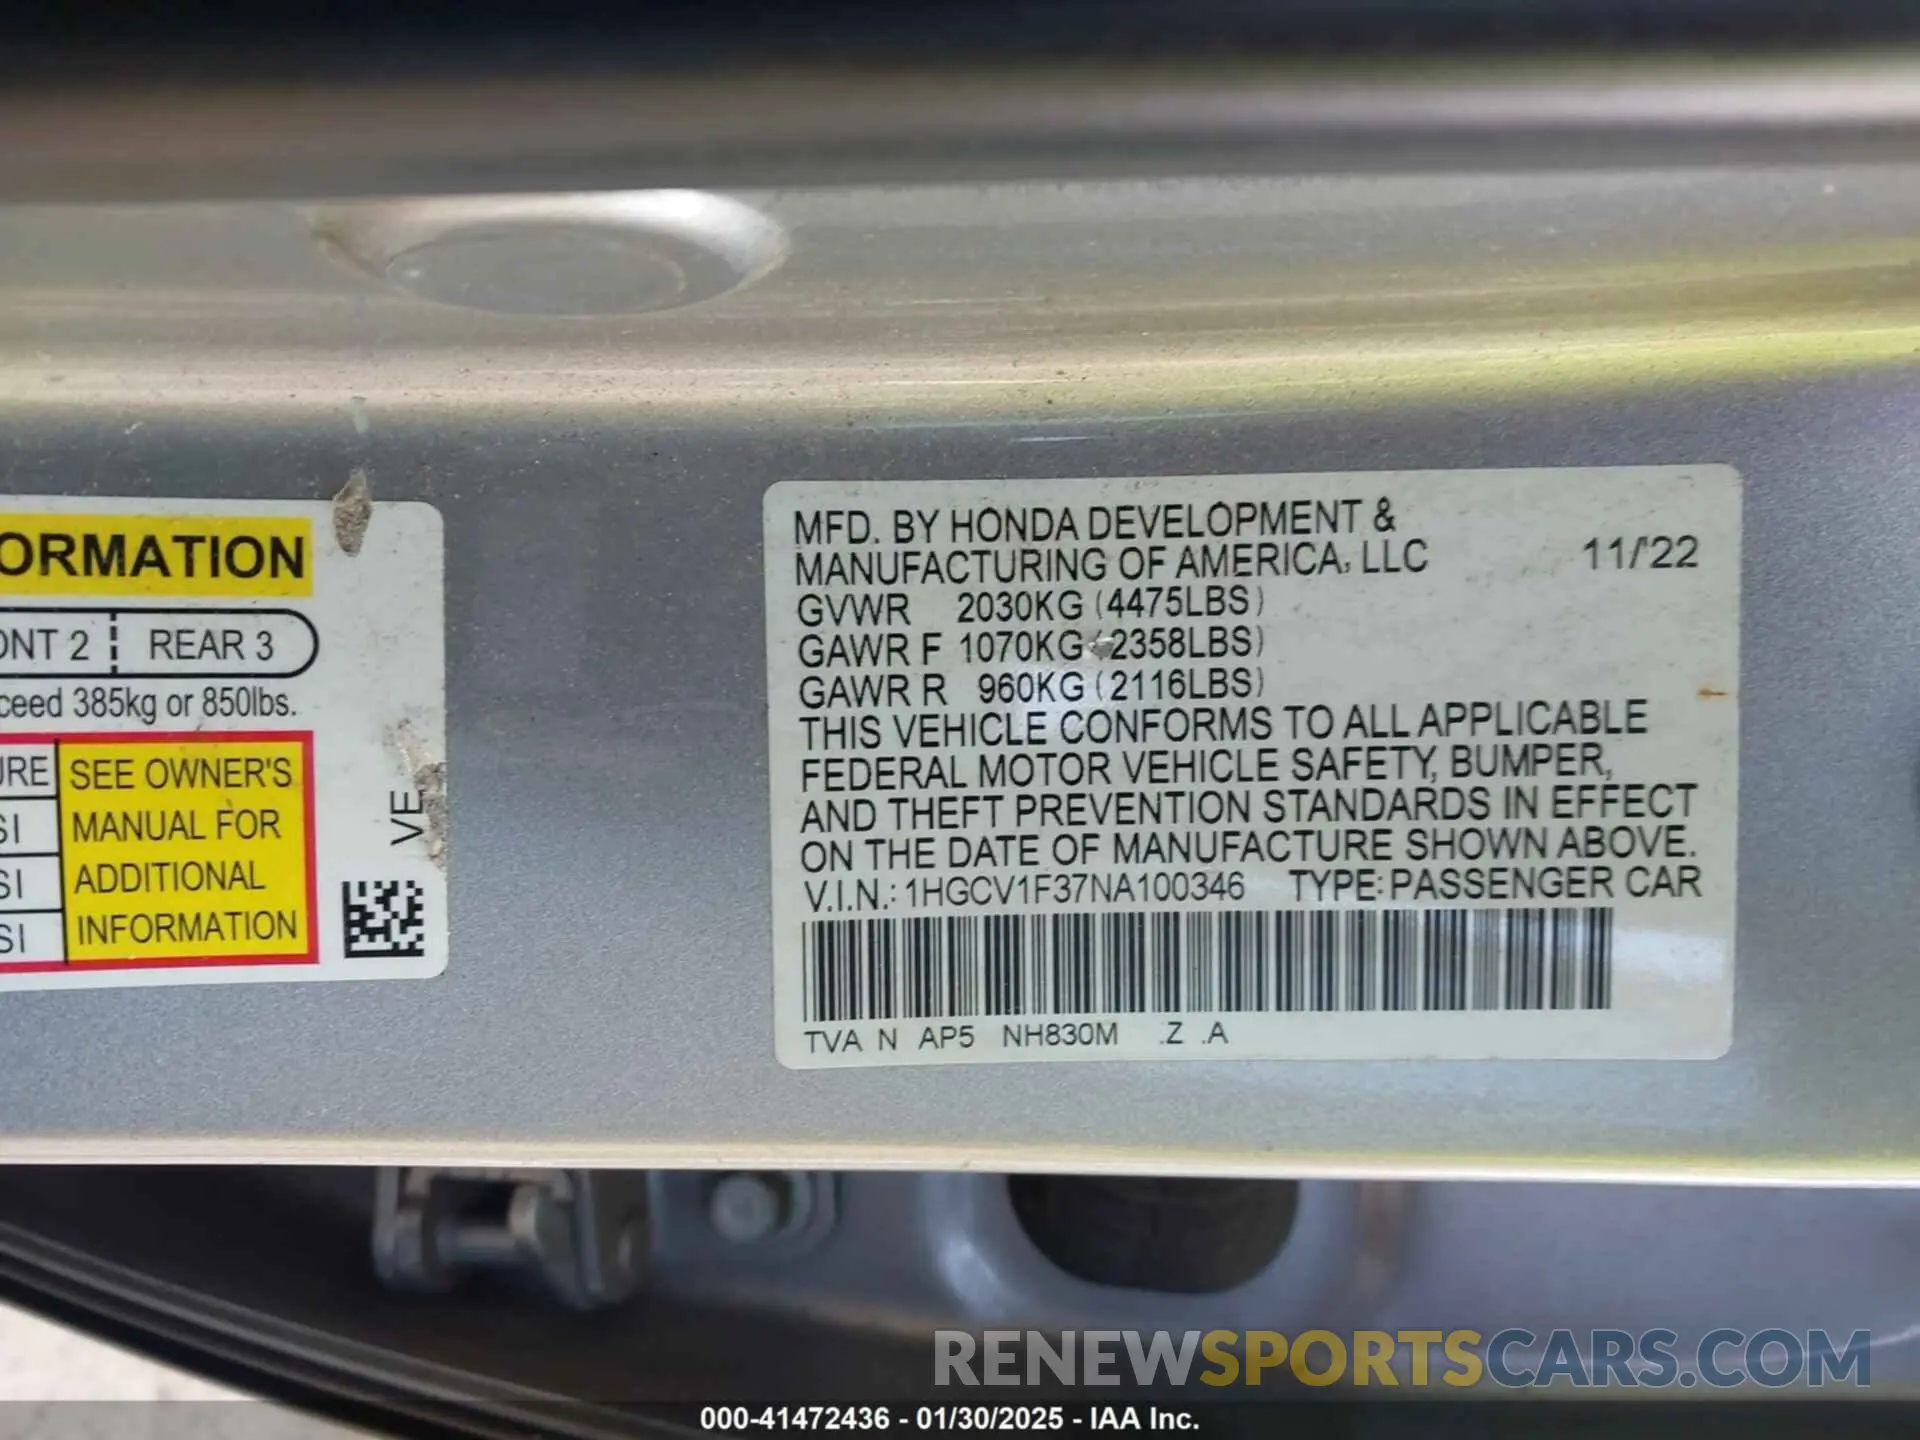 ORMATION
ONT 2 REAR 3
ceed 385kg or 850lbs.
URE
SI
SI
SI
SEE OWNER'S
MANUAL FOR
ADDITIONAL
INFORMATION
VE
MFD. BY HONDA DEVELOPMENT &
MANUFACTURING OF AMERICA, LLC 11/'22
GVWR 2030KG (4475LBS)
GAWR F 1070KG (2358LBS)
GAWR R 960KG (2116LBS)
THIS VEHICLE CONFORMS TO ALL APPLICABLE
FEDERAL MOTOR VEHICLE SAFETY, BUMPER,
AND THEFT PREVENTION STANDARDS IN EFFECT
ON THE DATE OF MANUFACTURE SHOWN ABOVE.
V.I.N.: 1HGCV1F37NA100346 TYPE: PASSENGER CAR
TVA N AP5 NH830M .Z .A
RENEWSPORTSCARS.COM
000-41472436 - 01/30/2025 - IAA Inc.